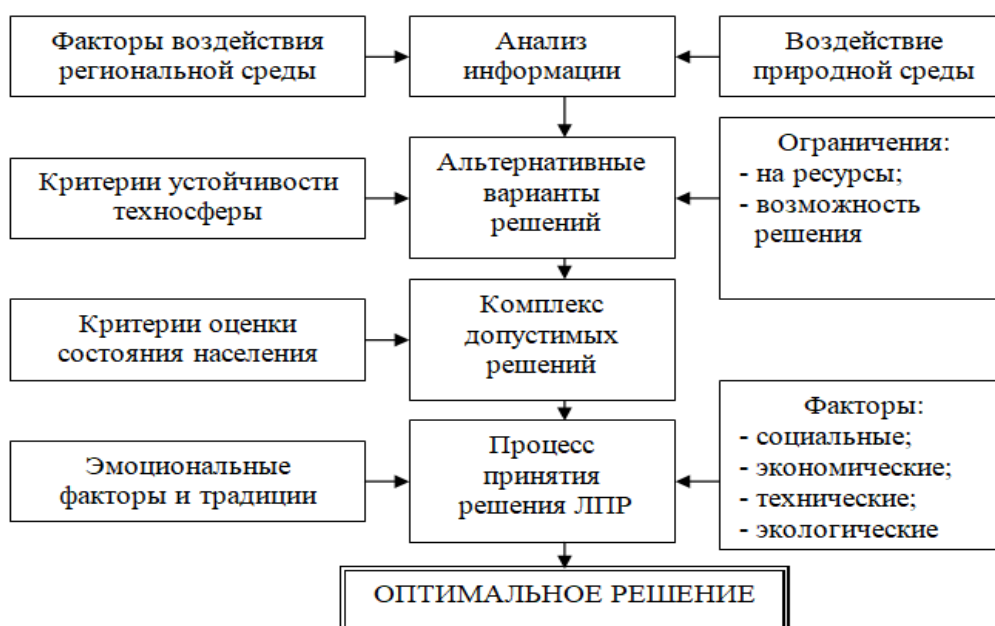 Факторы воздействия
региональной среды
Анализ
информации
Воздействие
природной среды
Критерии устойчивости
техносферы
Альтернативные
варианты
решений
Ограничения:
- на ресурсы;
- возможность
решения
Критерии оценки
состояния населения
Комплекс
допустимых
решений
Эмоциональные
факторы и традиции
Процесс
принятия
решения ЛПР
Факторы:
- социальные;
- экономические;
- технические;
- экологические
ОПТИМАЛЬНОЕ РЕШЕНИЕ